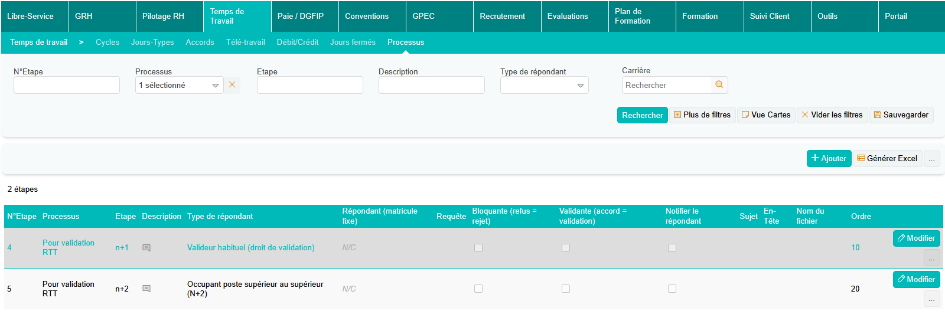 Libre-Service GRH Pilotage RH Temps de Travail Paie / DGFIP Conventions GPEC Recrutement Evaluations Plan de Formation Formation Suivi Client Outils Portail
Temps de travail > Cycles Jours-Types Accords Télé-travail Débit/Crédit Jours fermés Processus
N°Etape Processus Etape Description Type de répondant Carrière
1 sélectionné Rechercher
Rechercher Plus de filtres Vue Cartes Vider les filtres Sauvegarder
Ajouter Générer Excel ...
2 étapes
N°Etape Processus Etape Description Type de répondant Répondant (matricule fixe) Requête Bloquante (refus = rejet) Validante (accord = validation) Notifier le répondant Sujet En-Tête Nom du fichier Ordre
4 Pour validation RTT n+1 Valideur habituel (droit de validation) N/C 10 Modifier
...
5 Pour validation RTT n+2 Occupant poste supérieur au supérieur (N+2) N/C 20 Modifier
...